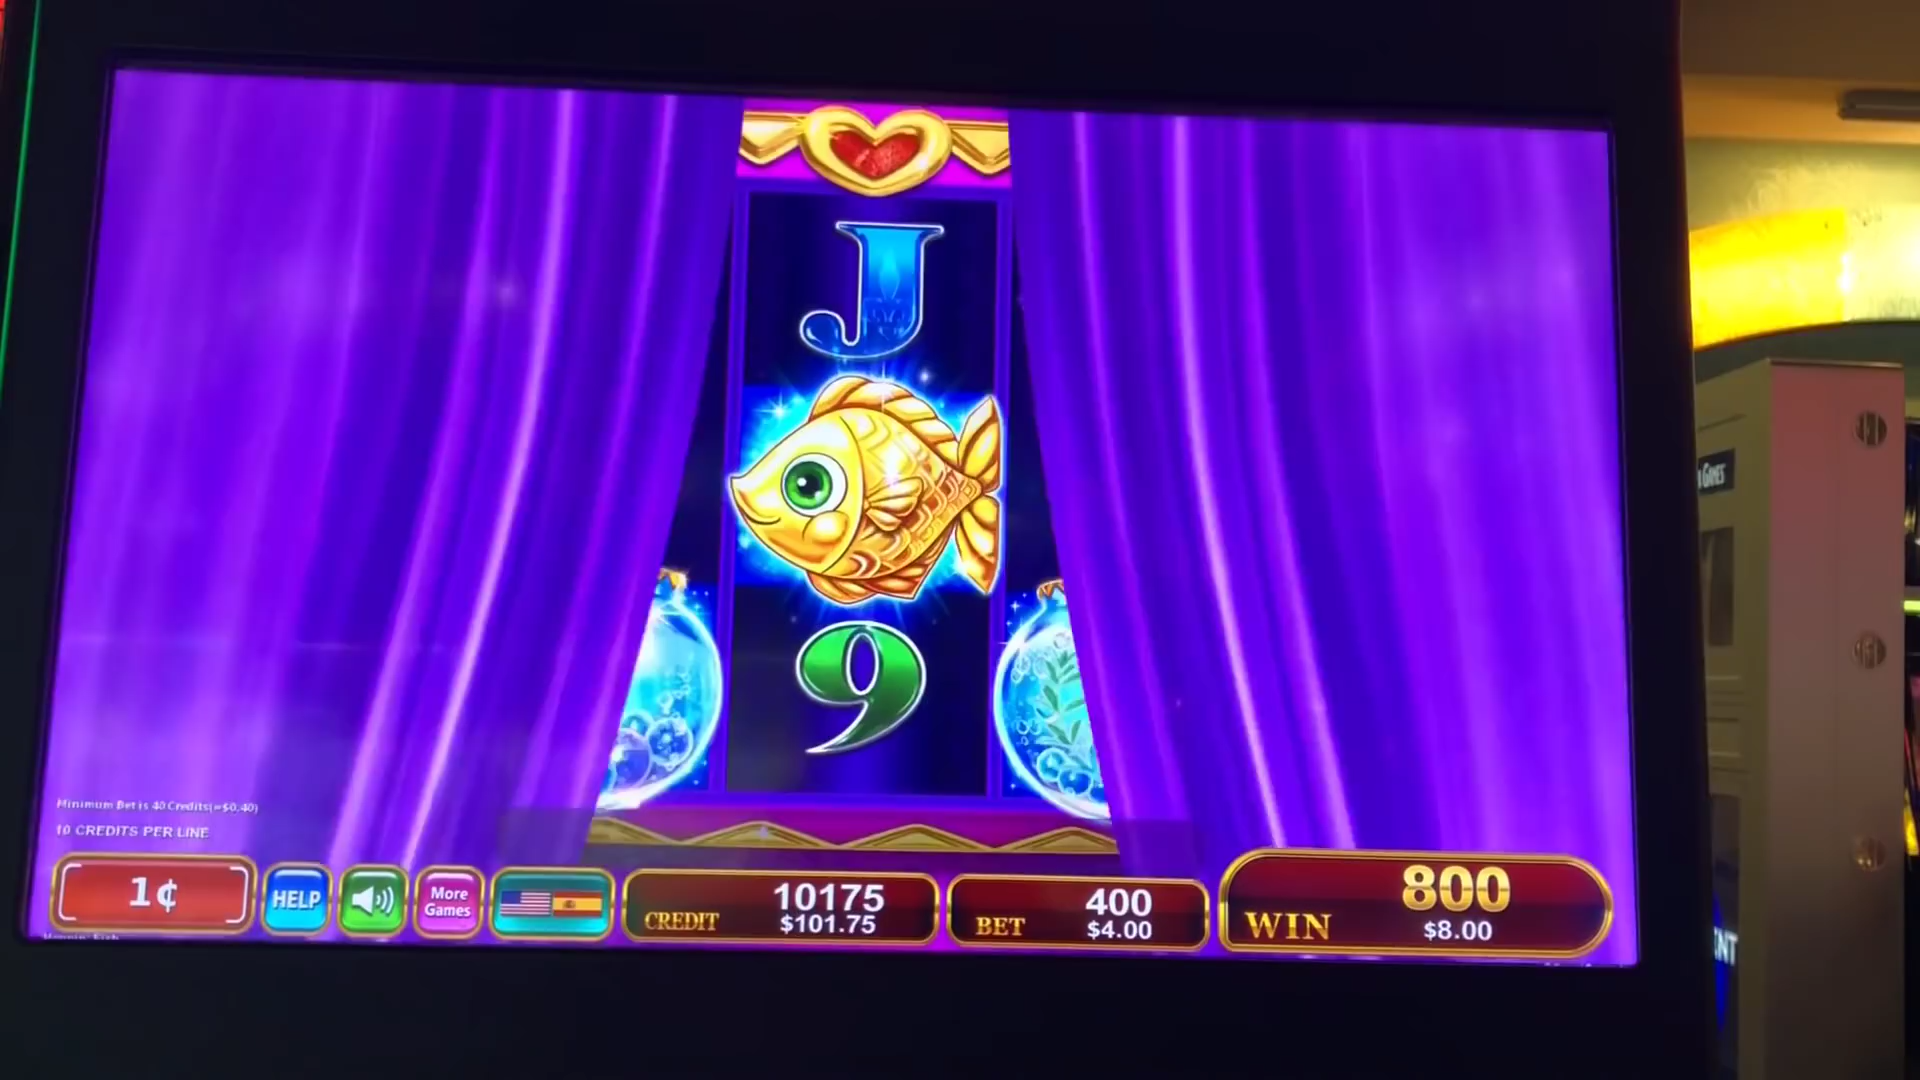 J
9
Minimum Bet is 40 Credits(=$0.40)
10 CREDITS PER LINE
1¢
HELP
More
Games
CREDIT
10175
$101.75
BET
400
$4.00
WIN
800
$8.00
GAMES